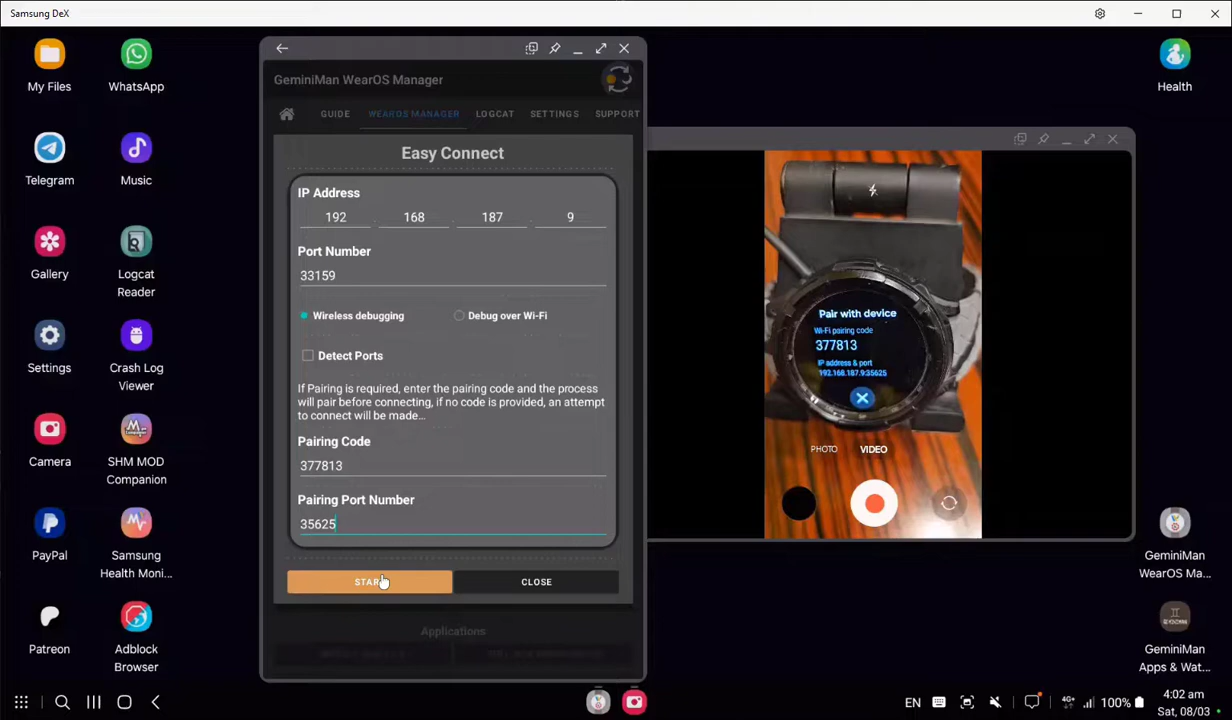 Samsung DeX
My Files
WhatsApp
Telegram
Music
Gallery
Logcat
Reader
Settings
Crash Log
Viewer
Camera
SHM MOD
Companion
PayPal
Samsung
Health Moni...
Patreon
Adblock
Browser
GeminiMan WearOS Manager
GUIDE
WEAROS MANAGER
LOGCAT
SETTINGS
SUPPORT
Easy Connect
IP Address
192 . 168 . 187 . 9
Port Number
33159
Wireless debugging
Debug over Wi-Fi
Detect Ports
If Pairing is required, enter the pairing code and the process
will pair before connecting, if no code is provided, an attempt
to connect will be made...
Pairing Code
377813
Pairing Port Number
35625
START
CLOSE
Applications
Pair with device
Wi-Fi pairing code
377813
IP address & port
192.168.187.9:35625
PHOTO
VIDEO
Health
GeminiMan
WearOS Ma...
GeminiMan
Apps & Wat...
EN
4G+
100%
4:02 am
Sat, 08/03